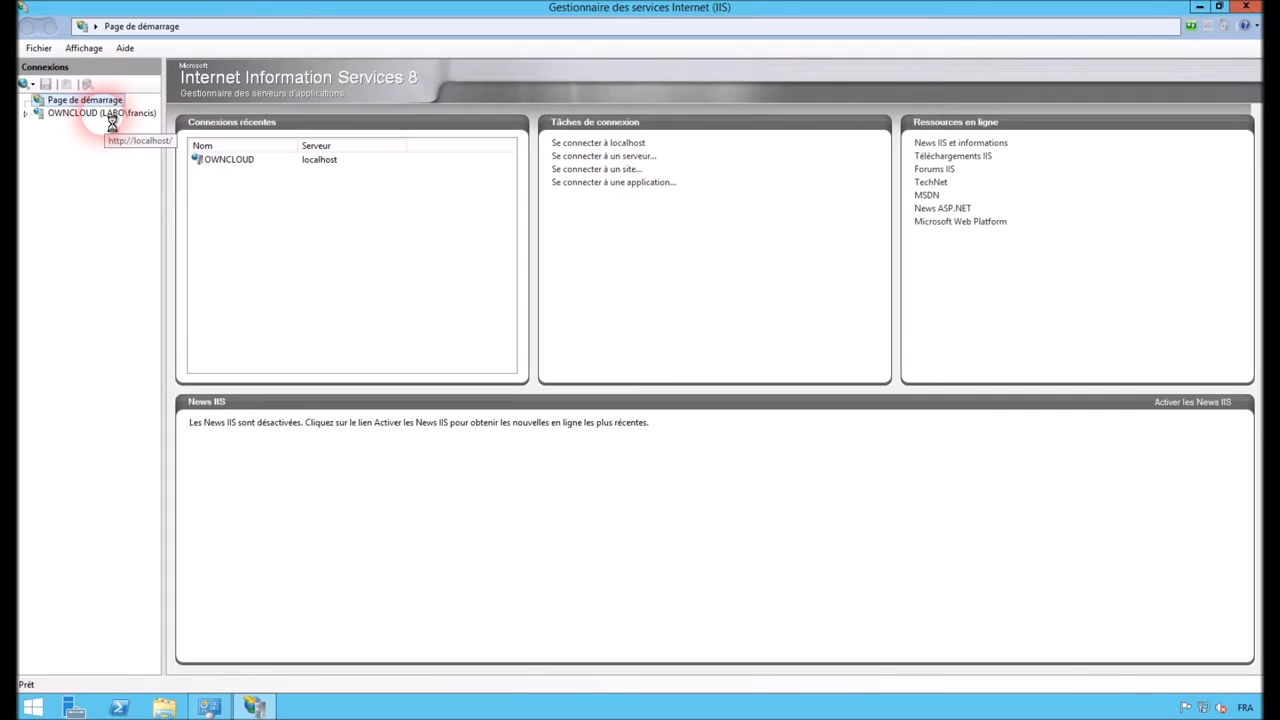 Gestionnaire des services Internet (IIS)
Page de démarrage
Fichier Affichage Aide
Connexions
Page de démarrage
OWNCLOUD (LABO\francis)
http://localhost/
Microsoft
Internet Information Services 8
Gestionnaire des serveurs d'applications
Connexions récentes
Nom Serveur
OWNCLOUD localhost
Tâches de connexion
Se connecter à localhost
Se connecter à un serveur...
Se connecter à un site...
Se connecter à une application...
Ressources en ligne
News IIS et informations
Téléchargements IIS
Forums IIS
TechNet
MSDN
News ASP.NET
Microsoft Web Platform
News IIS Activer les News IIS
Les News IIS sont désactivées. Cliquez sur le lien Activer les News IIS pour obtenir les nouvelles en ligne les plus récentes.
Prêt
FRA